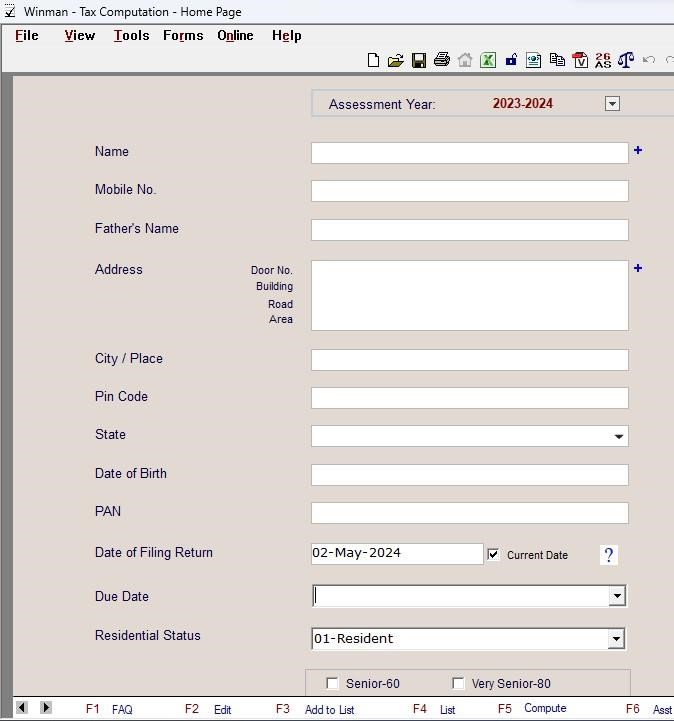 Winman - Tax Computation - Home Page
File View Tools Forms Online Help
26 AS
Assessment Year: 2023-2024
Name +
Mobile No.
Father's Name
Address Door No. +
Building
Road
Area
City / Place
Pin Code
State
Date of Birth
PAN
Date of Filing Return 02-May-2024 Current Date ?
Due Date
Residential Status 01-Resident
Senior-60 Very Senior-80
F1 FAQ F2 Edit F3 Add to List F4 List F5 Compute F6 Asst